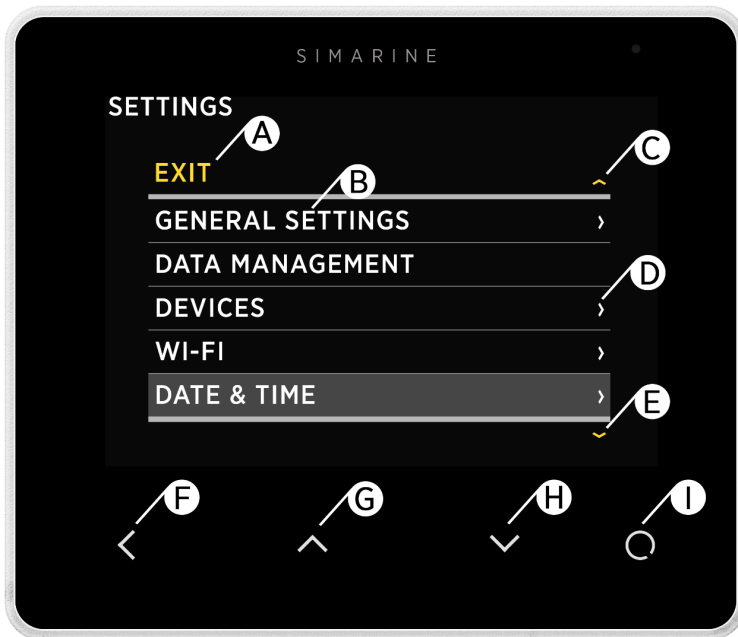 SIMARINE
SETTINGS
A
C
EXIT
B
GENERAL SETTINGS
DATA MANAGEMENT
D
DEVICES
WI-FI
DATE & TIME
E
F
G
H
I